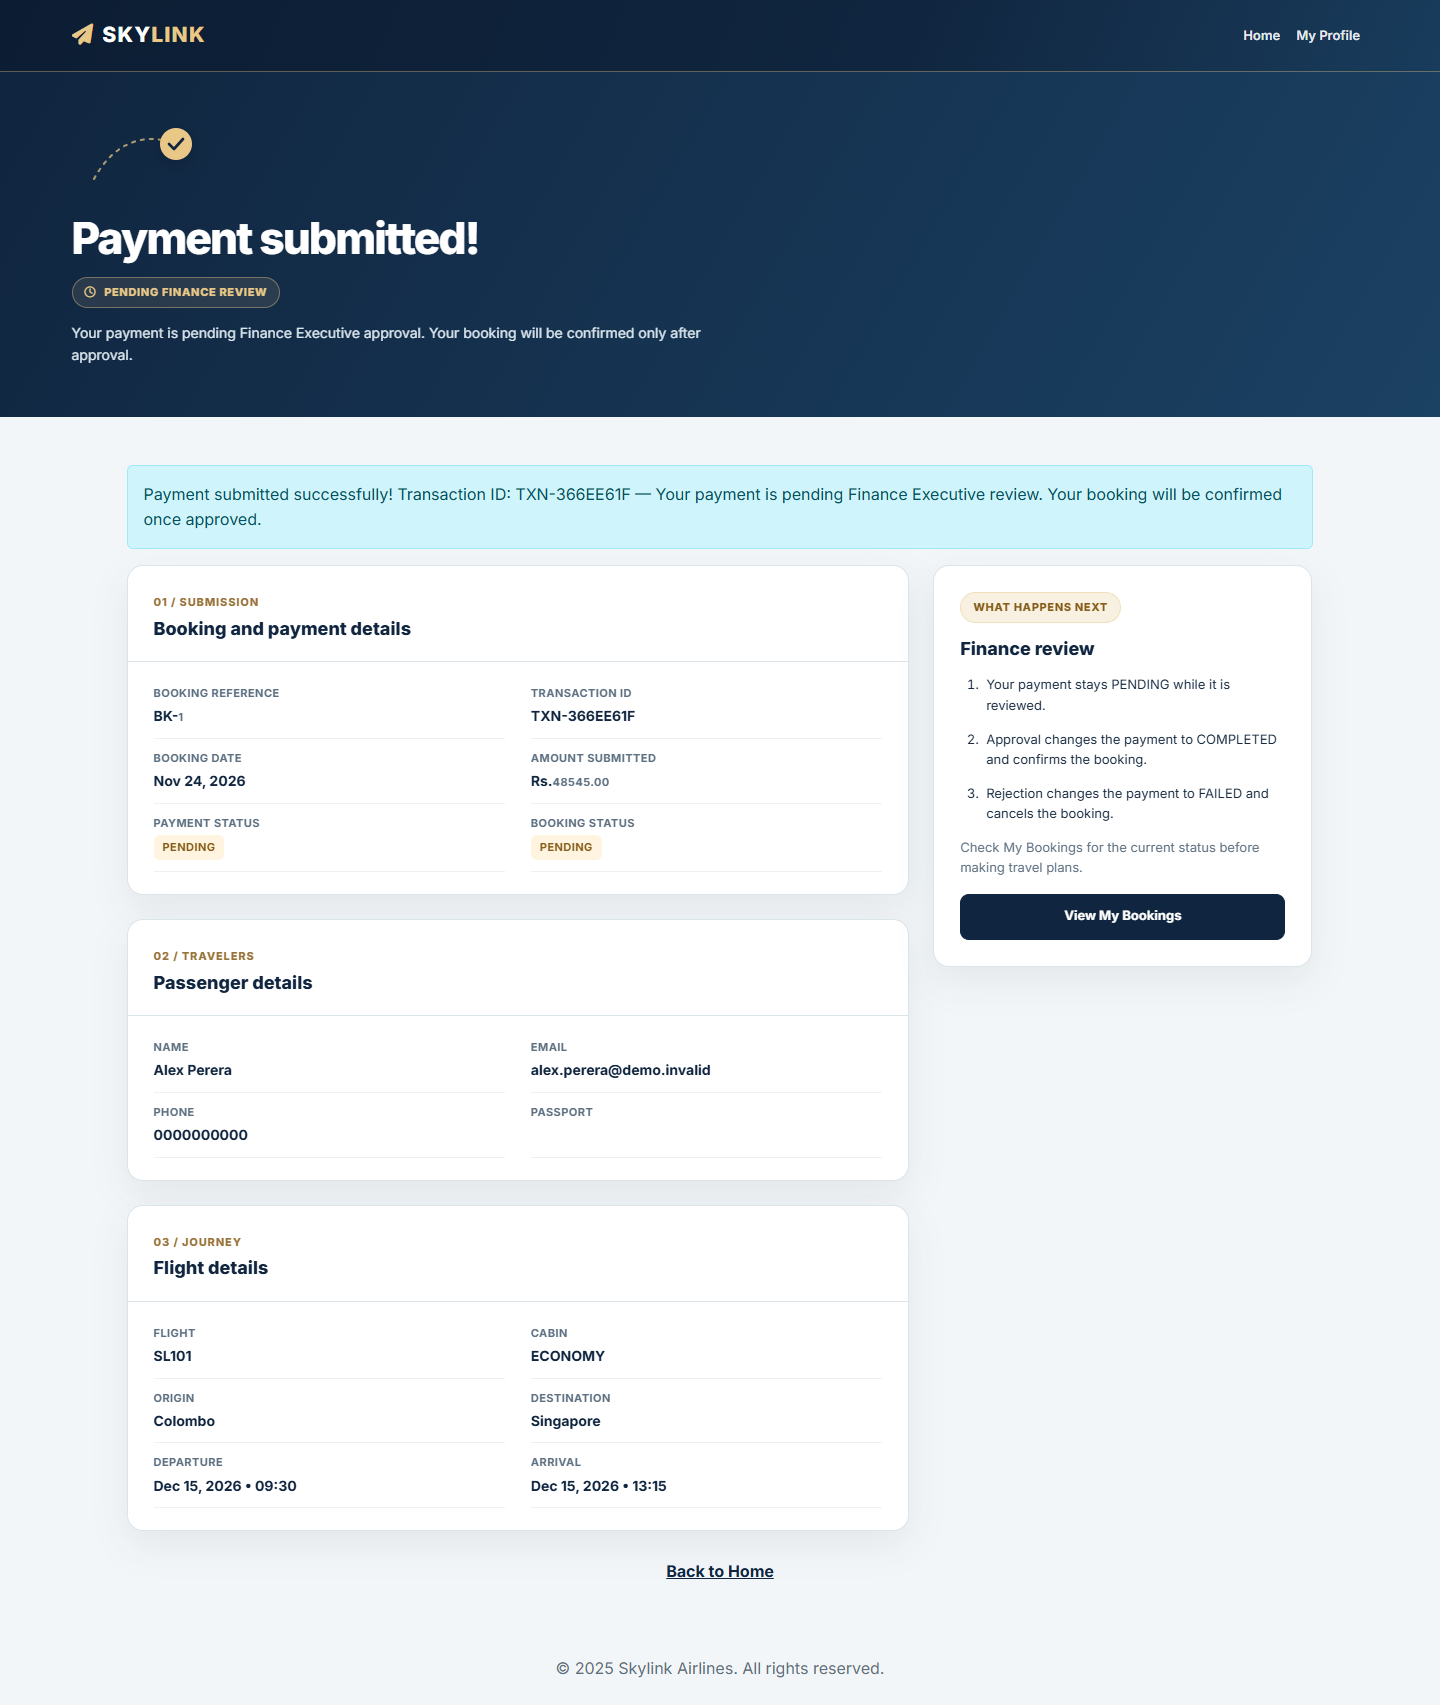 SKYLINK
Home My Profile
Payment submitted!
PENDING FINANCE REVIEW
Your payment is pending Finance Executive approval. Your booking will be confirmed only after
approval.
Payment submitted successfully! Transaction ID: TXN-366EE61F — Your payment is pending Finance Executive review. Your booking will be confirmed
once approved.
01 / SUBMISSION
Booking and payment details
BOOKING REFERENCE
BK-1
TRANSACTION ID
TXN-366EE61F
BOOKING DATE
Nov 24, 2026
AMOUNT SUBMITTED
Rs.48545.00
PAYMENT STATUS
PENDING
BOOKING STATUS
PENDING
WHAT HAPPENS NEXT
Finance review
1. Your payment stays PENDING while it is
reviewed.
2. Approval changes the payment to COMPLETED
and confirms the booking.
3. Rejection changes the payment to FAILED and
cancels the booking.
Check My Bookings for the current status before
making travel plans.
View My Bookings
02 / TRAVELERS
Passenger details
NAME
Alex Perera
EMAIL
alex.perera@demo.invalid
PHONE
0000000000
PASSPORT
03 / JOURNEY
Flight details
FLIGHT
SL101
CABIN
ECONOMY
ORIGIN
Colombo
DESTINATION
Singapore
DEPARTURE
Dec 15, 2026 • 09:30
ARRIVAL
Dec 15, 2026 • 13:15
Back to Home
© 2025 Skylink Airlines. All rights reserved.